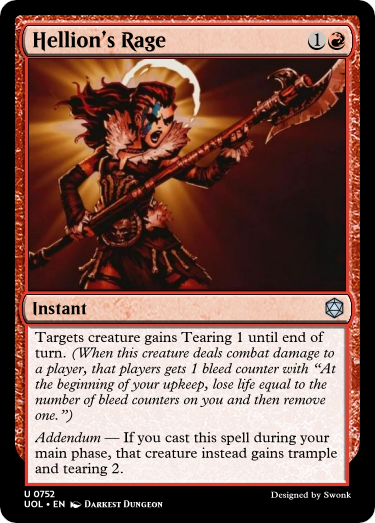 Hellion's Rage 1
Instant
Targets creature gains Tearing 1 until end of
turn. (When this creature deals combat damage to
a player, that players gets 1 bleed counter with “At
the beginning of your upkeep, lose life equal to the
number of bleed counters on you and then remove
one.”)
Addendum — If you cast this spell during your
main phase, that creature instead gains trample
and tearing 2.
U 0752
UOL • EN DARKEST DUNGEON
Designed by Swonk